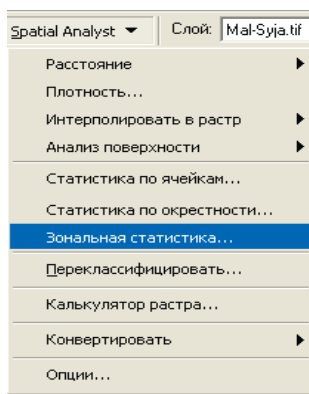 Spatial Analyst Слой: Mal-Syja.tif
Расстояние
Плотность...
Интерполировать в растр
Анализ поверхности
Статистика по ячейкам...
Статистика по окрестности...
Зональная статистика...
Переклассифицировать...
Калькулятор растра...
Конвертировать
Опции...